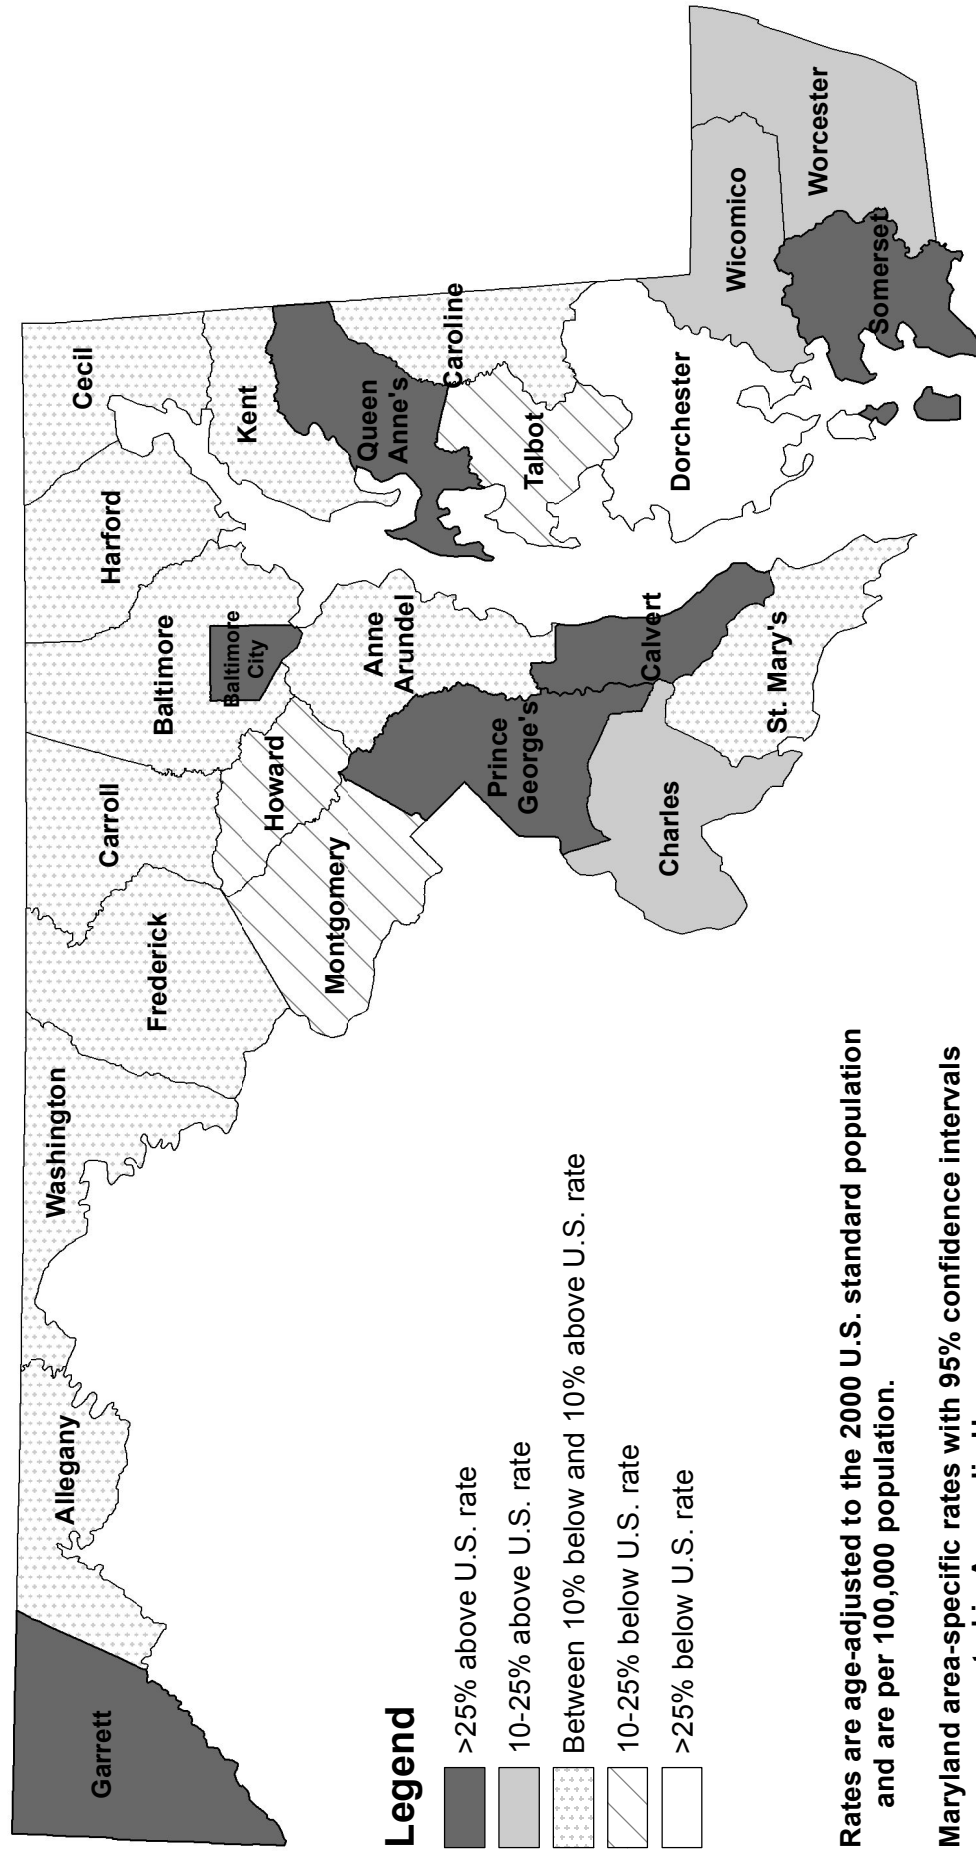 Garrett
Allegany
Washington
Frederick
Carroll
Baltimore
Baltimore
City
Harford
Cecil
Kent
Howard
Montgomery
Anne
Arundel
Queen
Anne's
Caroline
Talbot
Prince
George's
Calvert
Charles
St. Mary's
Dorchester
Wicomico
Worcester
Somerset
Legend
>25% above U.S. rate
10-25% above U.S. rate
Between 10% below and 10% above U.S. rate
10-25% below U.S. rate
>25% below U.S. rate
Rates are age-adjusted to the 2000 U.S. standard population
and are per 100,000 population.
Maryland area-specific rates with 95% confidence intervals